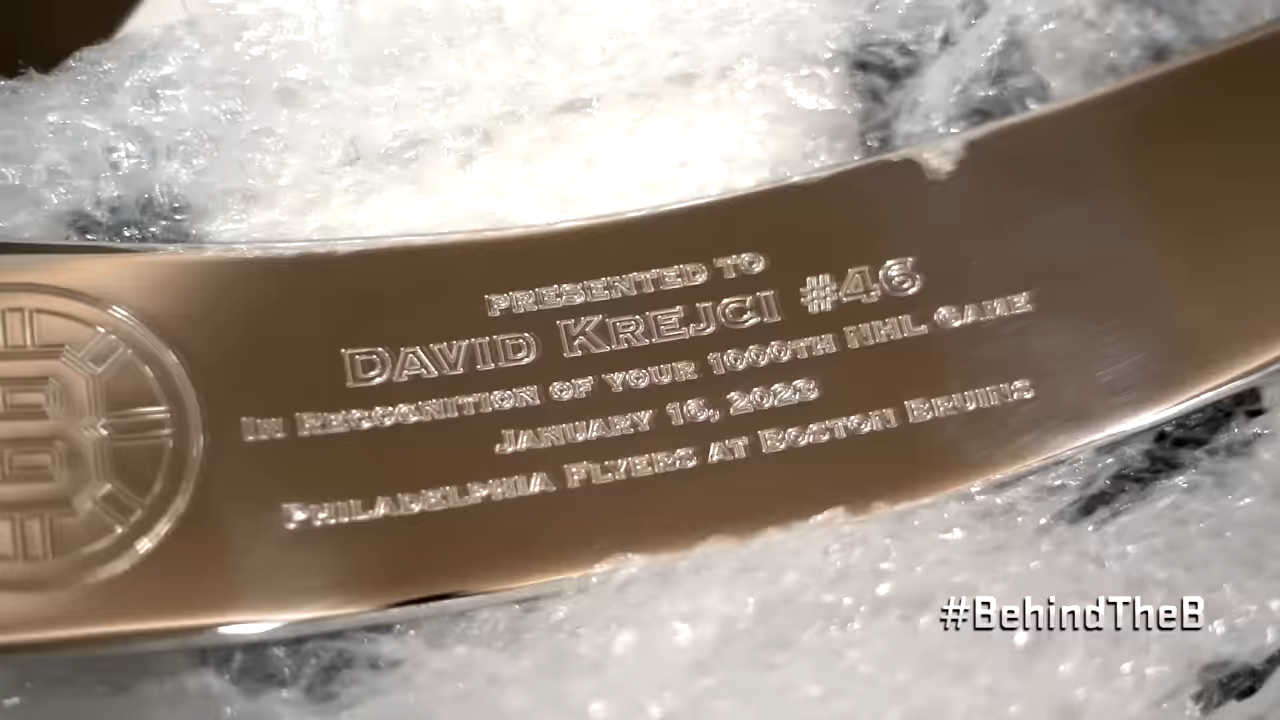 PRESENTED TO
DAVID KREJCI #46
IN RECOGNITION OF YOUR 1000TH NHL GAME
JANUARY 16, 2023
PHILADELPHIA FLYERS AT BOSTON BRUINS
B
#BehindTheB